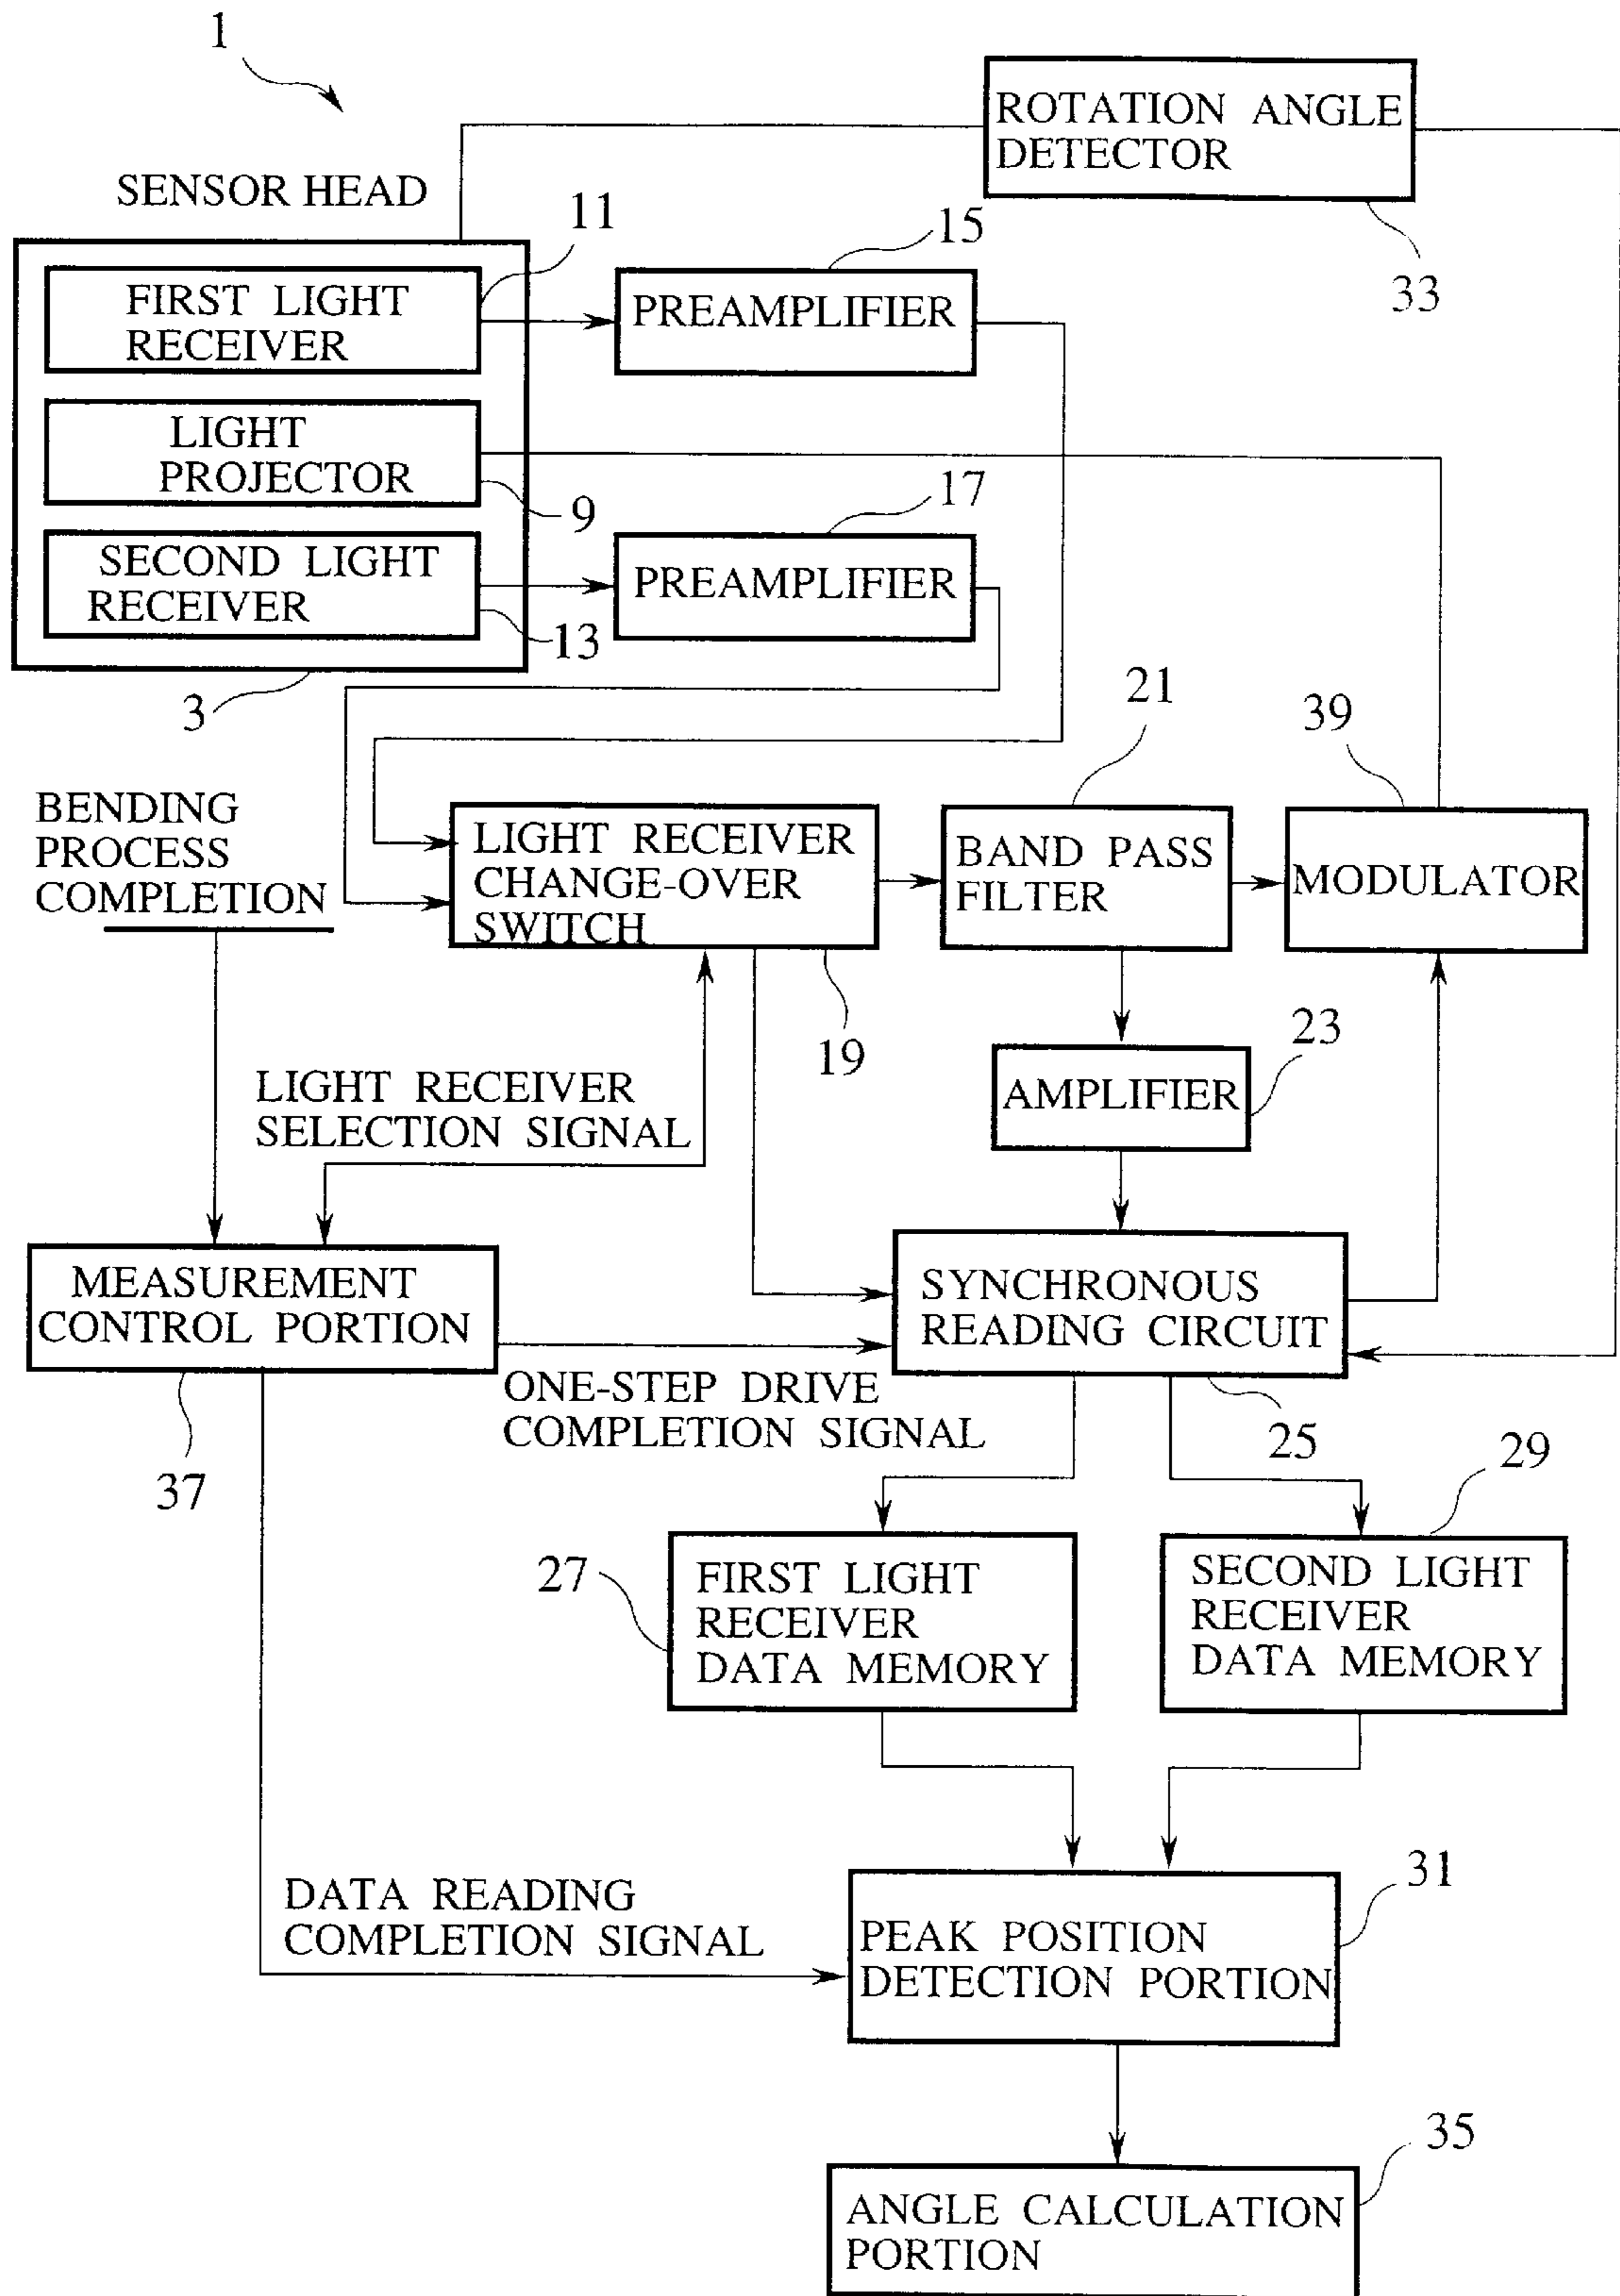 1
ROTATION ANGLE
DETECTOR
33
SENSOR HEAD
11
15
FIRST LIGHT
RECEIVER
PREAMPLIFIER
LIGHT
PROJECTOR
9
17
SECOND LIGHT
RECEIVER
13
PREAMPLIFIER
3
21
39
BENDING
PROCESS
COMPLETION
LIGHT RECEIVER
CHANGE-OVER
SWITCH
BAND PASS
FILTER
MODULATOR
19
23
LIGHT RECEIVER
SELECTION SIGNAL
AMPLIFIER
MEASUREMENT
CONTROL PORTION
SYNCHRONOUS
READING CIRCUIT
37
ONE-STEP DRIVE
COMPLETION SIGNAL
25
29
27
FIRST LIGHT
RECEIVER
DATA MEMORY
SECOND LIGHT
RECEIVER
DATA MEMORY
DATA READING
COMPLETION SIGNAL
31
PEAK POSITION
DETECTION PORTION
35
ANGLE CALCULATION
PORTION